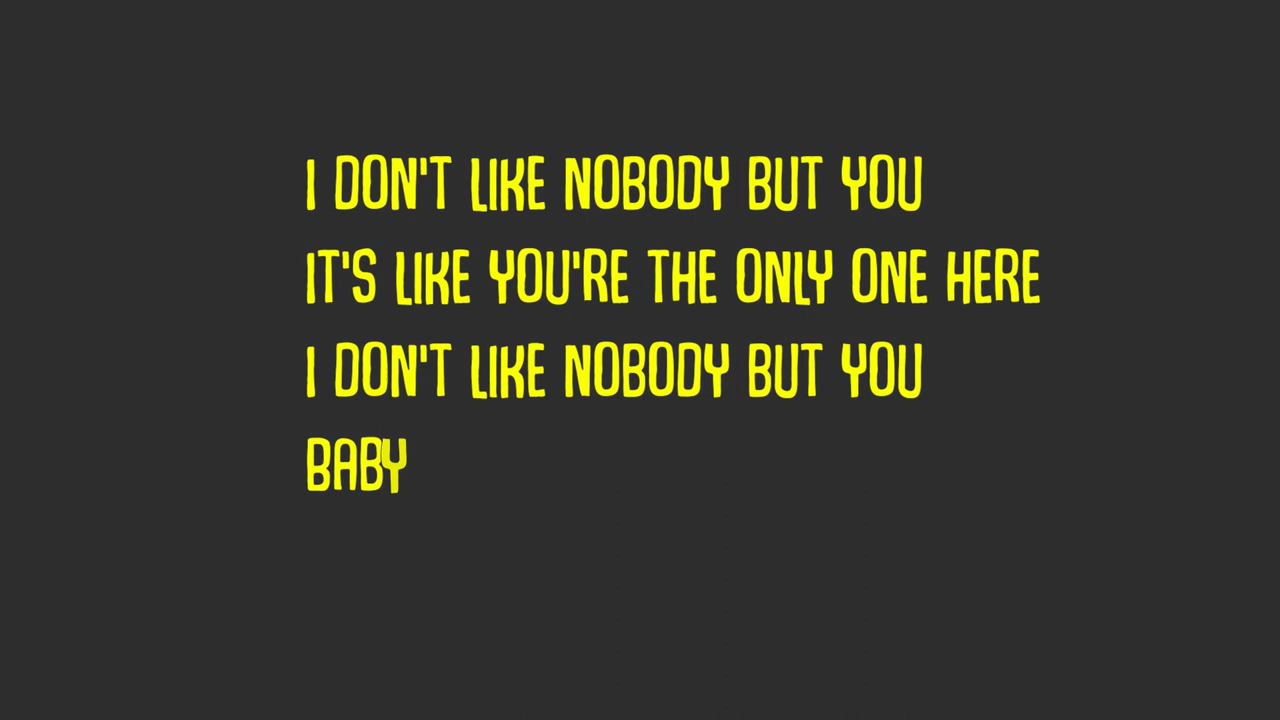 I DON'T LIKE NOBODY BUT YOU
IT'S LIKE YOU'RE THE ONLY ONE HERE
I DON'T LIKE NOBODY BUT YOU
BABY